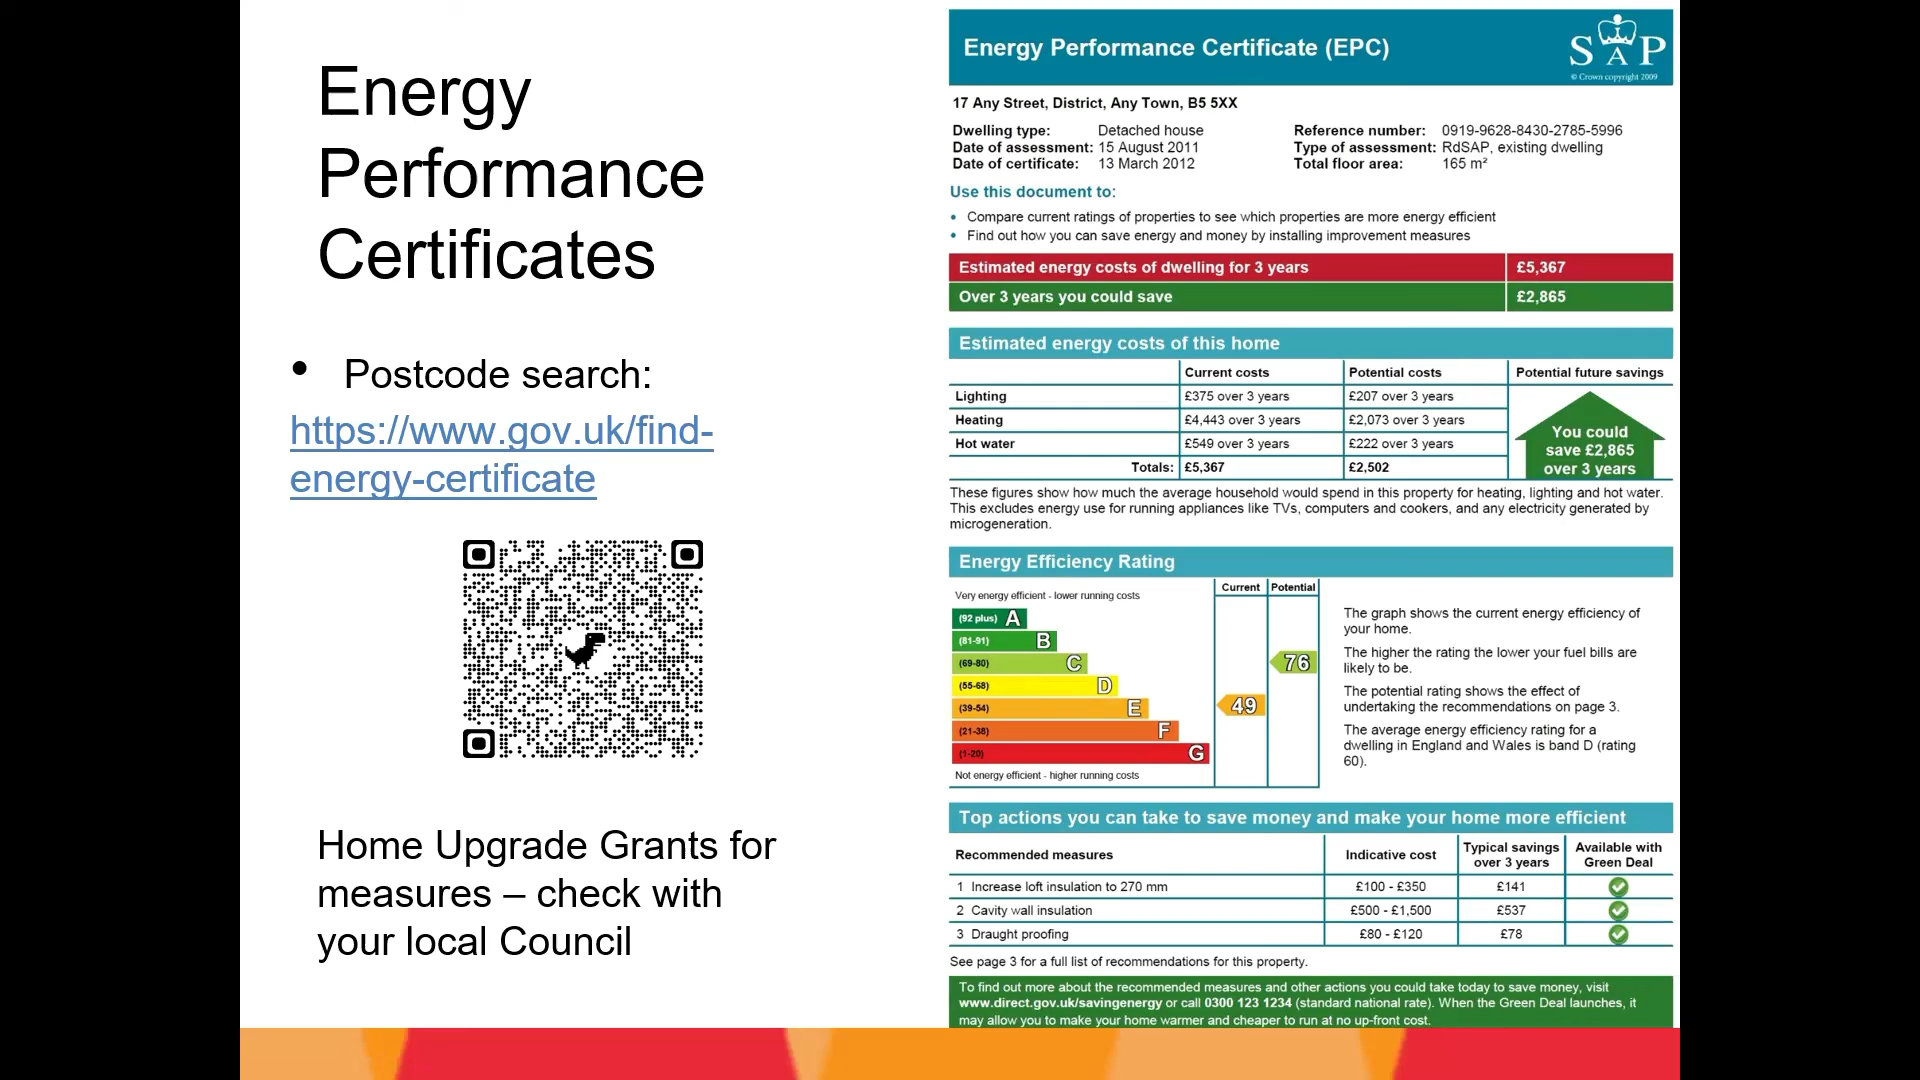 Energy
Performance
Certificates
• Postcode search:
https://www.gov.uk/find-
energy-certificate
Home Upgrade Grants for
measures – check with
your local Council
Energy Performance Certificate (EPC)
SAP
© Crown copyright 2009
17 Any Street, District, Any Town, B5 5XX
Dwelling type: Detached house
Date of assessment: 15 August 2011
Date of certificate: 13 March 2012
Reference number: 0919-9628-8430-2785-5996
Type of assessment: RdSAP, existing dwelling
Total floor area: 165 m²
Use this document to:
• Compare current ratings of properties to see which properties are more energy efficient
• Find out how you can save energy and money by installing improvement measures
Estimated energy costs of dwelling for 3 years £5,367
Over 3 years you could save £2,865
Estimated energy costs of this home
Current costs Potential costs Potential future savings
Lighting £375 over 3 years £207 over 3 years
Heating £4,443 over 3 years £2,073 over 3 years
Hot water £549 over 3 years £222 over 3 years
Totals: £5,367 £2,502
You could
save £2,865
over 3 years
These figures show how much the average household would spend in this property for heating, lighting and hot water.
This excludes energy use for running appliances like TVs, computers and cookers, and any electricity generated by
microgeneration.
Energy Efficiency Rating
Current Potential
Very energy efficient - lower running costs
(92 plus) A
(81-91) B
(69-80) C
76
(55-68) D
(39-54) E
49
(21-38) F
(1-20) G
Not energy efficient - higher running costs
The graph shows the current energy efficiency of
your home.
The higher the rating the lower your fuel bills are
likely to be.
The potential rating shows the effect of
undertaking the recommendations on page 3.
The average energy efficiency rating for a
dwelling in England and Wales is band D (rating
60).
Top actions you can take to save money and make your home more efficient
Recommended measures Indicative cost Typical savings
over 3 years Available with
Green Deal
1 Increase loft insulation to 270 mm £100 - £350 £141
2 Cavity wall insulation £500 - £1,500 £537
3 Draught proofing £80 - £120 £78
See page 3 for a full list of recommendations for this property.
To find out more about the recommended measures and other actions you could take today to save money, visit
www.direct.gov.uk/savingenergy or call 0300 123 1234 (standard national rate). When the Green Deal launches, it
may allow you to make your home warmer and cheaper to run at no up-front cost.